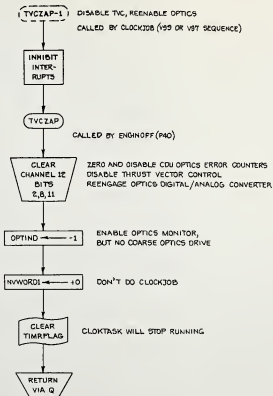 TVCZAP-1 DISABLE TVC, REENABLE OPTICS
CALLED BY CLOCKJOB (V99 OR V97 SEQUENCE)
INHIBIT
INTER-
RUPTS
TVCZAP
CALLED BY ENGINOFF (P40)
CLEAR
CHANNEL 12
BITS
2,8,11
ZERO AND DISABLE CDU OPTICS ERROR COUNTERS
DISABLE THRUST VECTOR CONTROL
REENGAGE OPTICS DIGITAL/ANALOG CONVERTER
OPTIND ← -1
ENABLE OPTICS MONITOR,
BUT NO COARSE OPTICS DRIVE
NVWORD1 ← +0 DON'T DO CLOCKJOB
CLEAR
TIMRFLAG
CLOKTASK WILL STOP RUNNING
RETURN
VIA Q